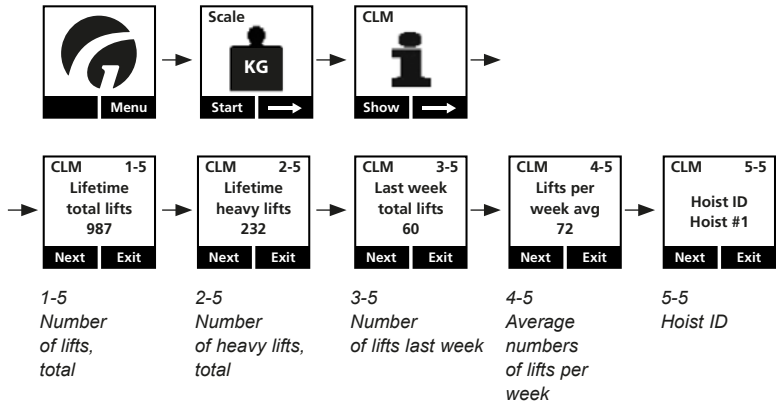 Menu
Scale
KG
Start
CLM
Show
CLM 1-5
Lifetime
total lifts
987
Next Exit
CLM 2-5
Lifetime
heavy lifts
232
Next Exit
CLM 3-5
Last week
total lifts
60
Next Exit
CLM 4-5
Lifts per
week avg
72
Next Exit
CLM 5-5
Hoist ID
Hoist #1
Next Exit
1-5
Number
of lifts,
total
2-5
Number
of heavy lifts,
total
3-5
Number
of lifts last week
4-5
Average
numbers
of lifts per
week
5-5
Hoist ID